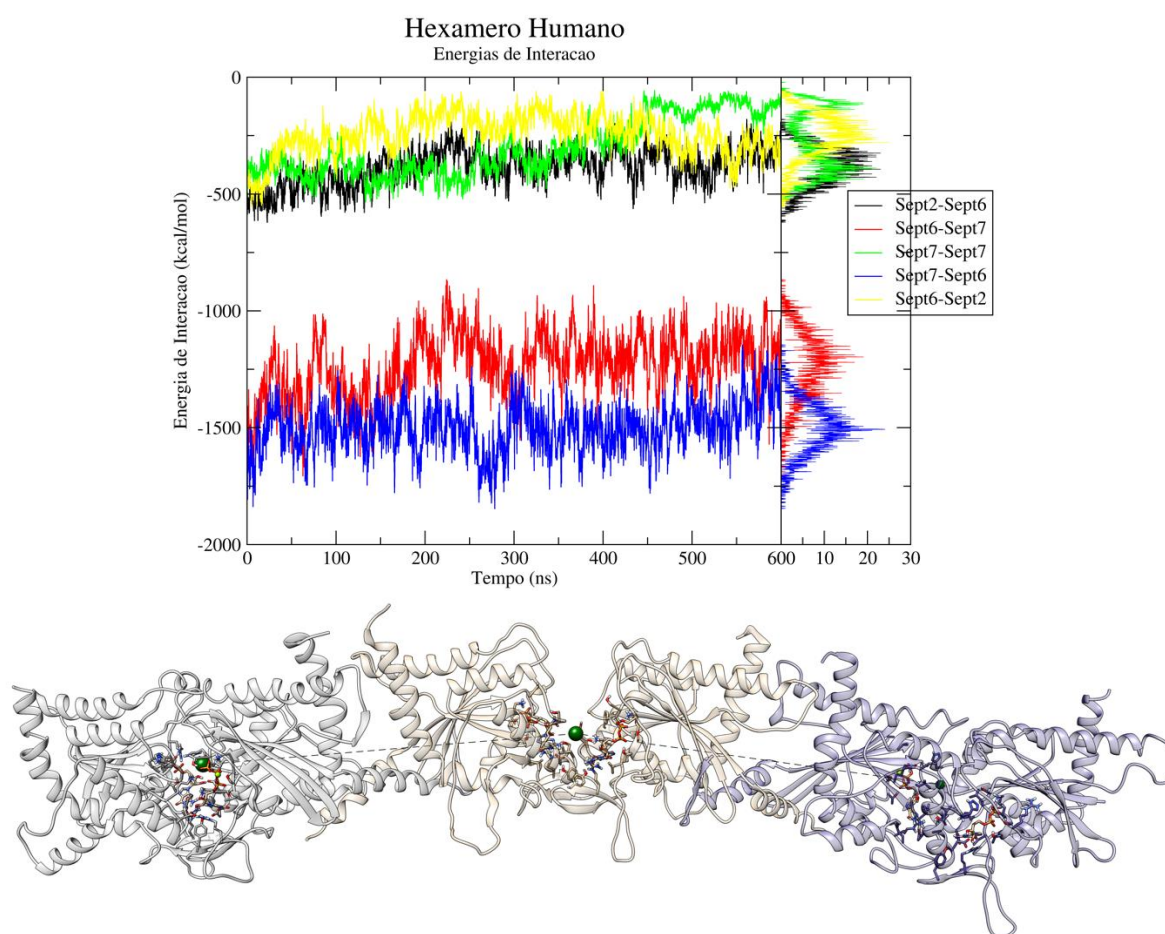 Hexamero Humano
Energias de Interacao
0
-500
-1000
-1500
-2000
Energia de Interacao (kcal/mol)
0 100 200 300 400 500 600 10 20 30
Tempo (ns)
Sept2-Sept6
Sept6-Sept7
Sept7-Sept7
Sept7-Sept6
Sept6-Sept2